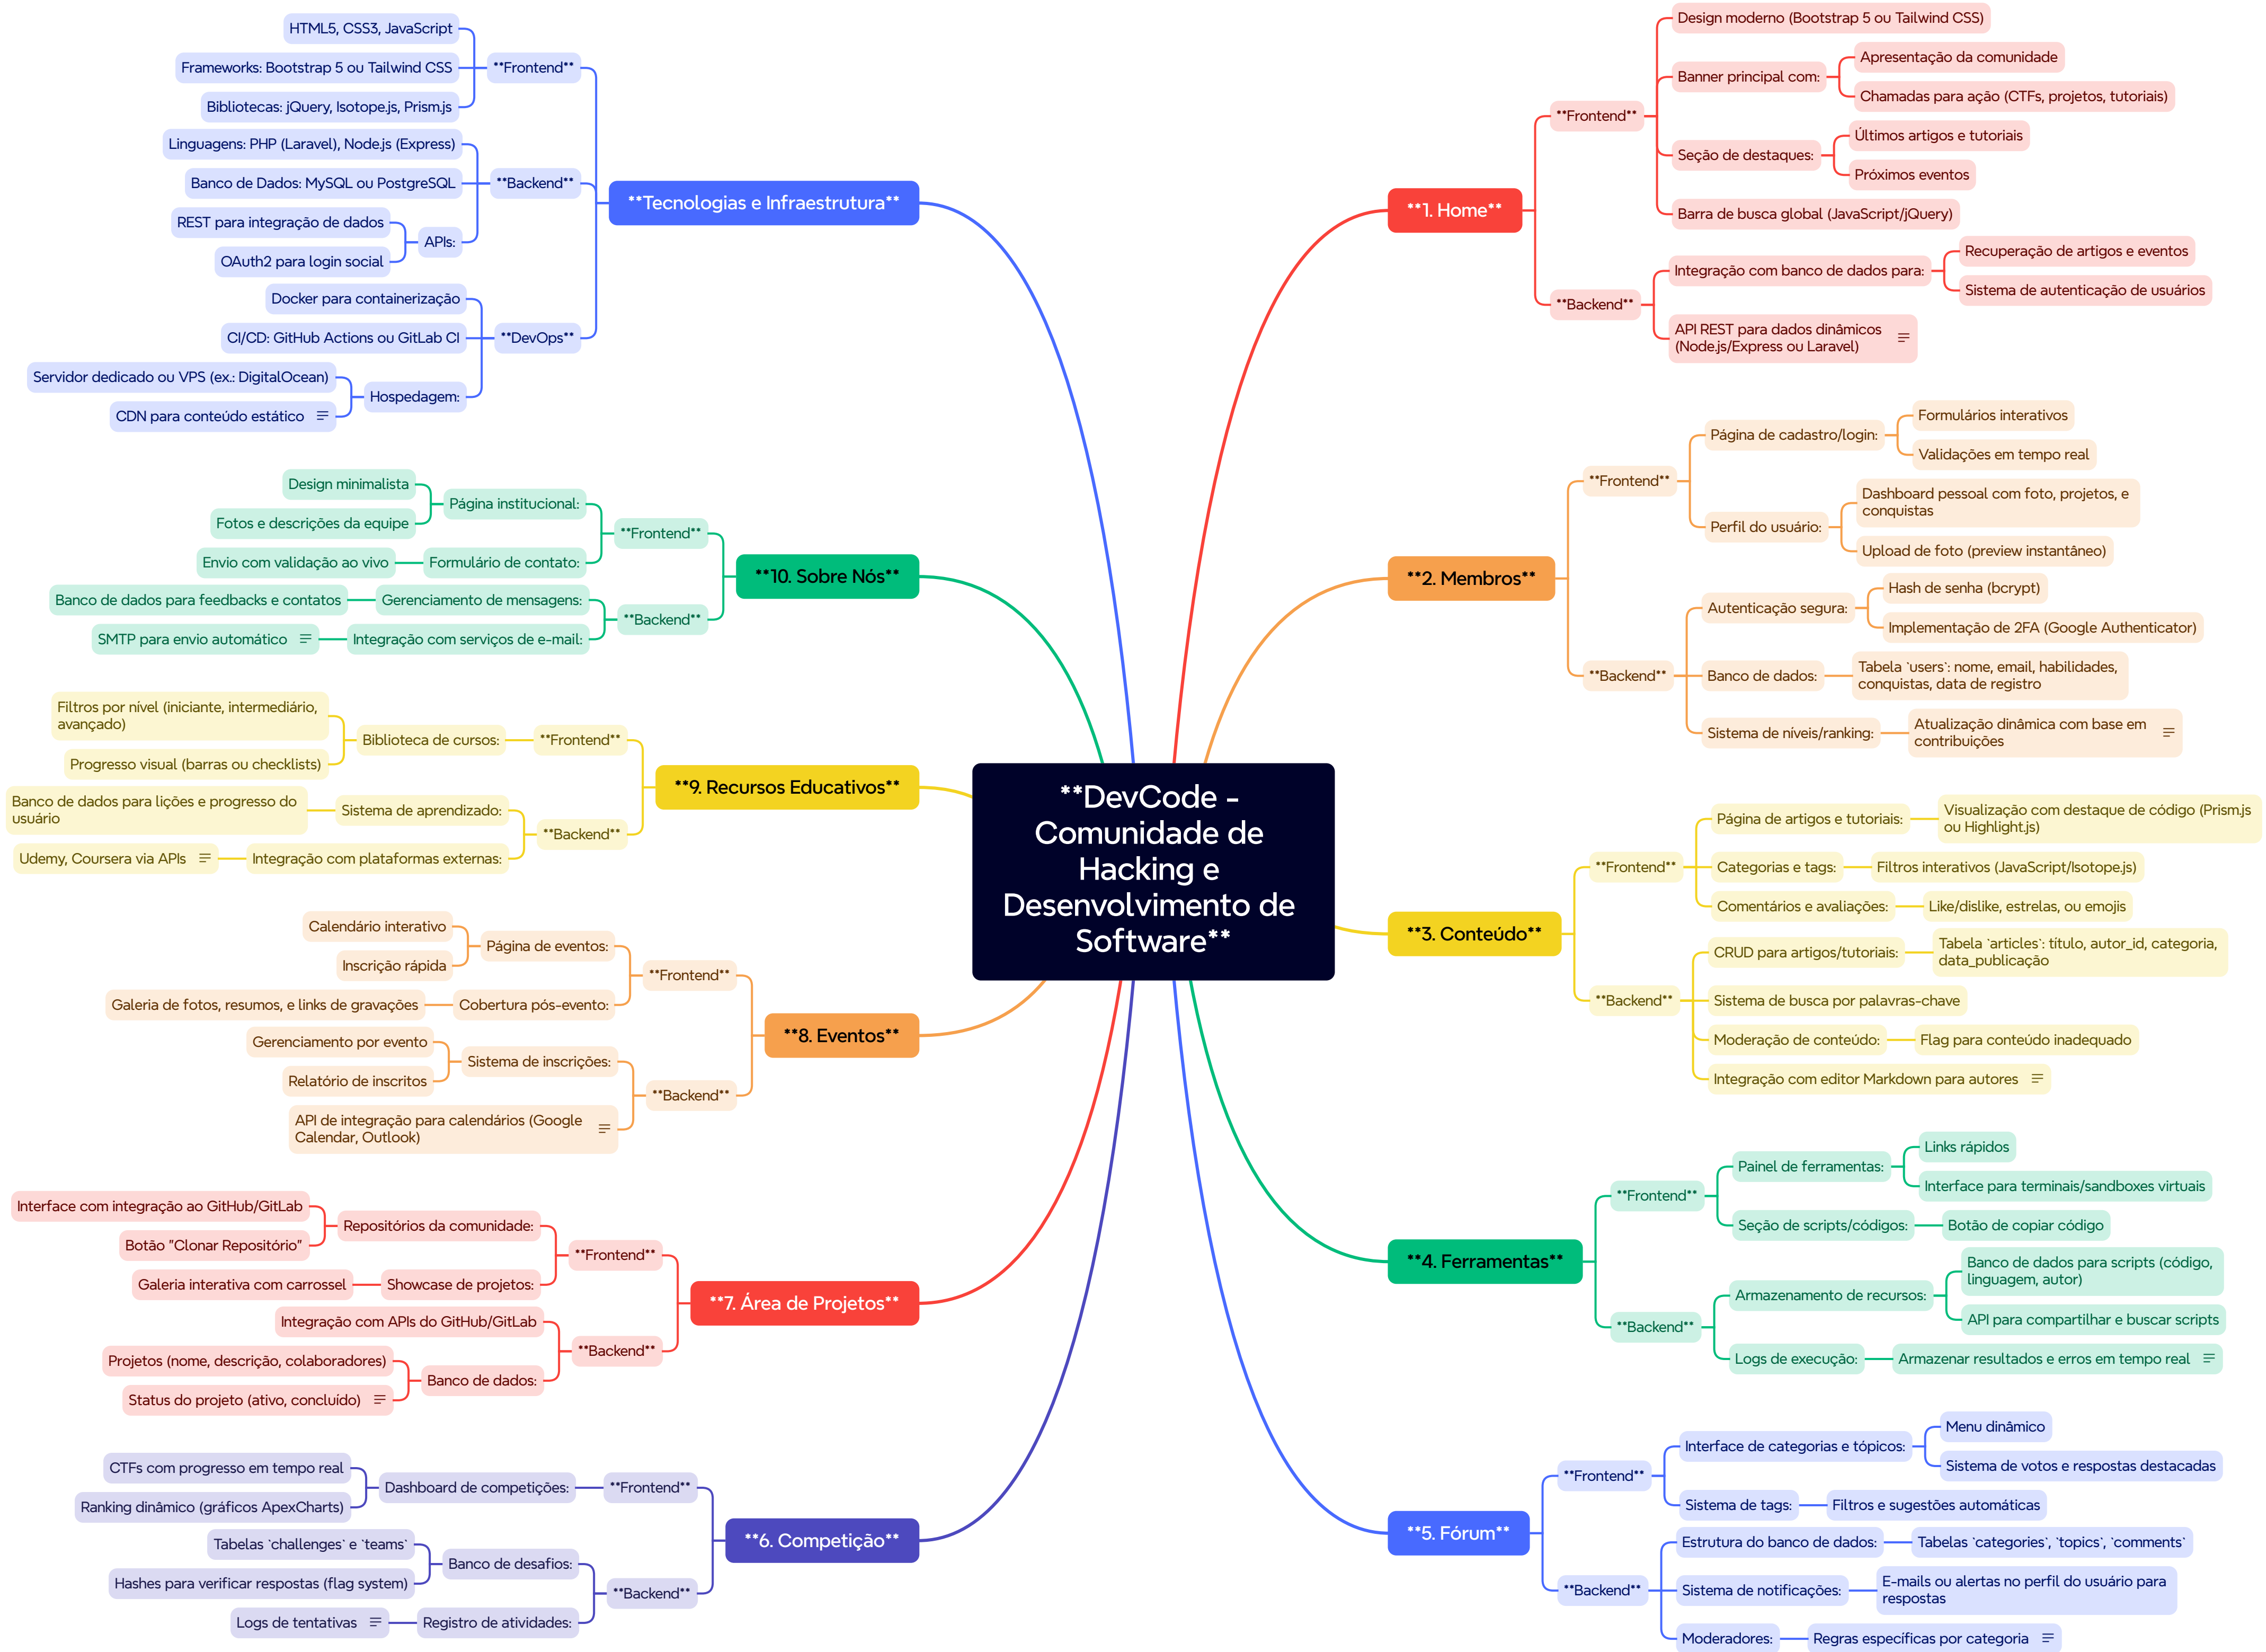 **DevCode -
Comunidade de
Hacking e
Desenvolvimento de
Software**
**1. Home**
**Frontend**
Design moderno (Bootstrap 5 ou Tailwind CSS)
Banner principal com:
Apresentação da comunidade
Chamadas para ação (CTFs, projetos, tutoriais)
Seção de destaques:
Últimos artigos e tutoriais
Próximos eventos
Barra de busca global (JavaScript/jQuery)
**Backend**
Integração com banco de dados para:
Recuperação de artigos e eventos
Sistema de autenticação de usuários
API REST para dados dinâmicos
(Node.js/Express ou Laravel)
**2. Membros**
**Frontend**
Página de cadastro/login:
Formulários interativos
Validações em tempo real
Perfil do usuário:
Dashboard pessoal com foto, projetos, e
conquistas
Upload de foto (preview instantâneo)
**Backend**
Autenticação segura:
Hash de senha (bcrypt)
Implementação de 2FA (Google Authenticator)
Banco de dados:
Tabela `users`: nome, email, habilidades,
conquistas, data de registro
Sistema de níveis/ranking:
Atualização dinâmica com base em
contribuições
**3. Conteúdo**
**Frontend**
Página de artigos e tutoriais:
Visualização com destaque de código (Prism.js
ou Highlight.js)
Categorias e tags:
Filtros interativos (JavaScript/Isotope.js)
Comentários e avaliações:
Like/dislike, estrelas, ou emojis
**Backend**
CRUD para artigos/tutoriais:
Tabela `articles`: título, autor_id, categoria,
data_publicação
Sistema de busca por palavras-chave
Moderação de conteúdo:
Flag para conteúdo inadequado
Integração com editor Markdown para autores
**4. Ferramentas**
**Frontend**
Painel de ferramentas:
Links rápidos
Interface para terminais/sandboxes virtuais
Seção de scripts/códigos:
Botão de copiar código
**Backend**
Armazenamento de recursos:
Banco de dados para scripts (código,
linguagem, autor)
API para compartilhar e buscar scripts
Logs de execução:
Armazenar resultados e erros em tempo real
**5. Fórum**
**Frontend**
Interface de categorias e tópicos:
Menu dinâmico
Sistema de votos e respostas destacadas
Sistema de tags:
Filtros e sugestões automáticas
**Backend**
Estrutura do banco de dados:
Tabelas `categories`, `topics`, `comments`
Sistema de notificações:
E-mails ou alertas no perfil do usuário para
respostas
Moderadores:
Regras específicas por categoria
**6. Competição**
**Frontend**
Dashboard de competições:
CTFs com progresso em tempo real
Ranking dinâmico (gráficos ApexCharts)
**Backend**
Banco de desafios:
Tabelas `challenges` e `teams`
Hashes para verificar respostas (flag system)
Registro de atividades:
Logs de tentativas
**7. Área de Projetos**
**Frontend**
Repositórios da comunidade:
Interface com integração ao GitHub/GitLab
Botão "Clonar Repositório"
Showcase de projetos:
Galeria interativa com carrossel
**Backend**
Integração com APIs do GitHub/GitLab
Banco de dados:
Projetos (nome, descrição, colaboradores)
Status do projeto (ativo, concluído)
**8. Eventos**
**Frontend**
Página de eventos:
Calendário interativo
Inscrição rápida
Cobertura pós-evento:
Galeria de fotos, resumos, e links de gravações
**Backend**
Sistema de inscrições:
Gerenciamento por evento
Relatório de inscritos
API de integração para calendários (Google
Calendar, Outlook)
**9. Recursos Educativos**
**Frontend**
Biblioteca de cursos:
Filtros por nível (iniciante, intermediário,
avançado)
Progresso visual (barras ou checklists)
**Backend**
Sistema de aprendizado:
Banco de dados para lições e progresso do
usuário
Integração com plataformas externas:
Udemy, Coursera via APIs
**10. Sobre Nós**
**Frontend**
Página institucional:
Design minimalista
Fotos e descrições da equipe
Formulário de contato:
Envio com validação ao vivo
**Backend**
Gerenciamento de mensagens:
Banco de dados para feedbacks e contatos
Integração com serviços de e-mail:
SMTP para envio automático
**Tecnologias e Infraestrutura**
**Frontend**
HTML5, CSS3, JavaScript
Frameworks: Bootstrap 5 ou Tailwind CSS
Bibliotecas: jQuery, Isotope.js, Prism.js
**Backend**
Linguagens: PHP (Laravel), Node.js (Express)
Banco de Dados: MySQL ou PostgreSQL
APIs:
REST para integração de dados
OAuth2 para login social
**DevOps**
Docker para containerização
CI/CD: GitHub Actions ou GitLab CI
Hospedagem:
Servidor dedicado ou VPS (ex.: DigitalOcean)
CDN para conteúdo estático